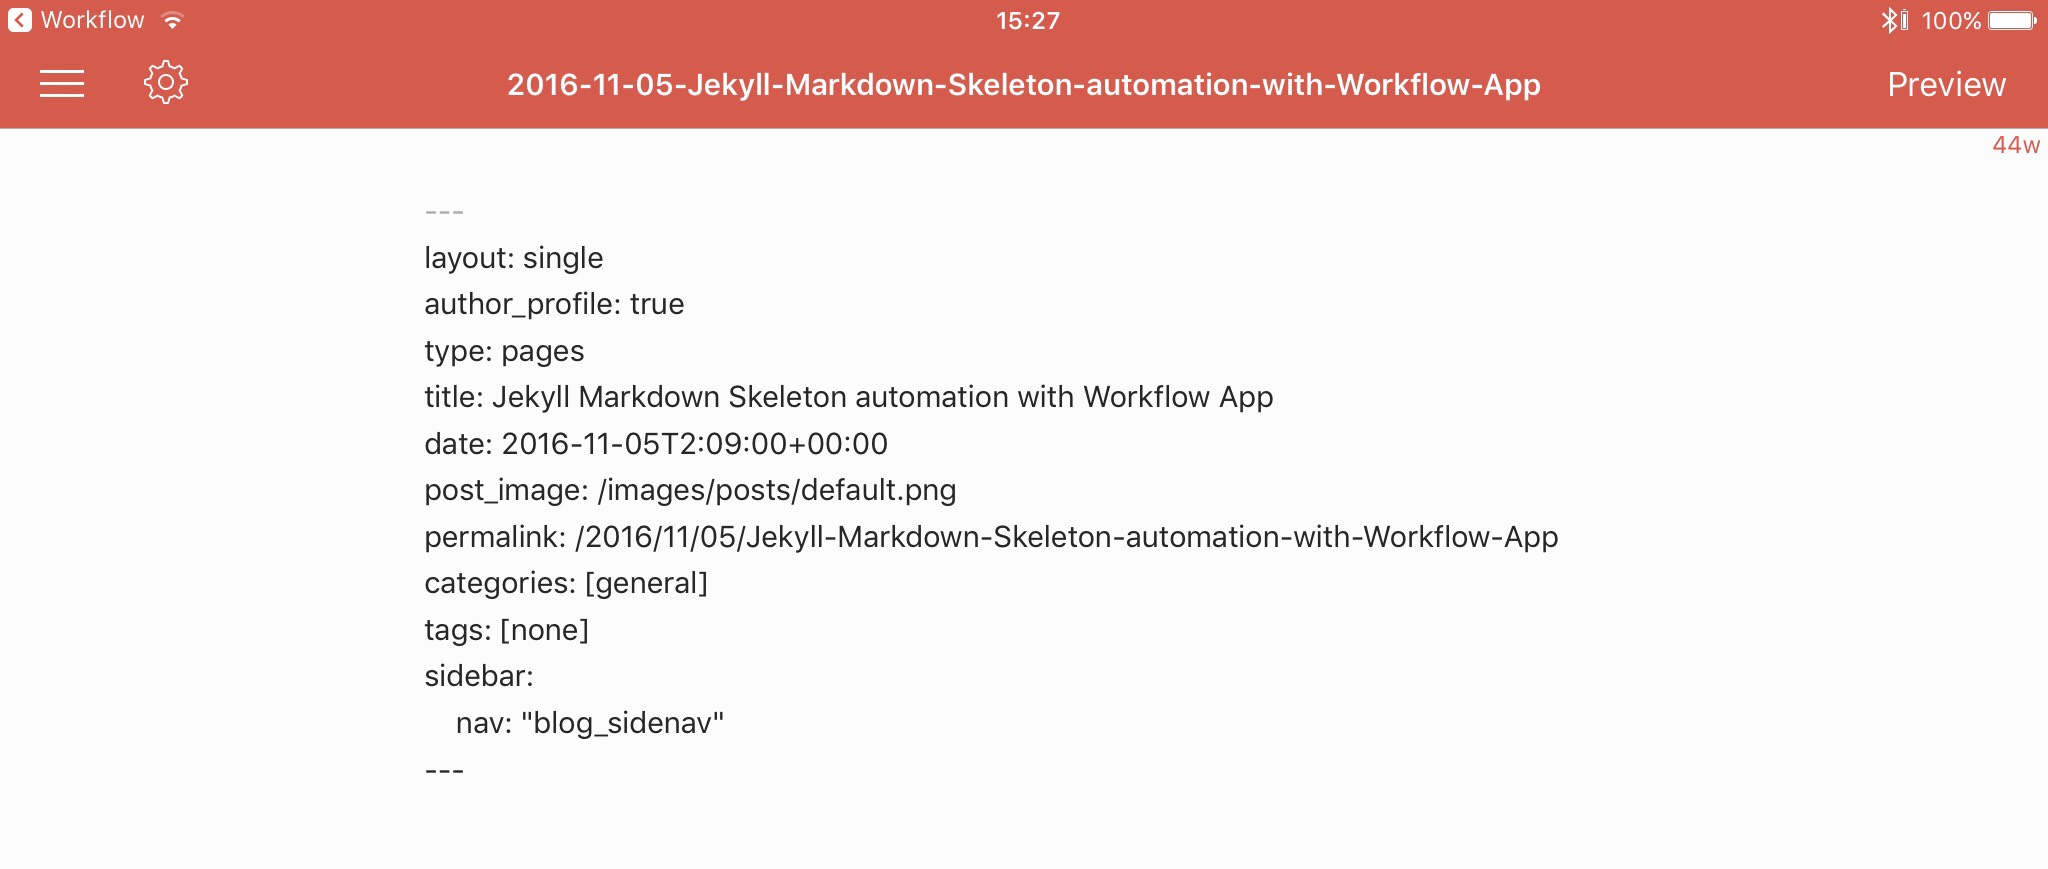 Workflow
15:27
100%
2016-11-05-Jekyll-Markdown-Skeleton-automation-with-Workflow-App
Preview
44w
---
layout: single
author_profile: true
type: pages
title: Jekyll Markdown Skeleton automation with Workflow App
date: 2016-11-05T2:09:00+00:00
post_image: /images/posts/default.png
permalink: /2016/11/05/Jekyll-Markdown-Skeleton-automation-with-Workflow-App
categories: [general]
tags: [none]
sidebar:
    nav: "blog_sidenav"
---